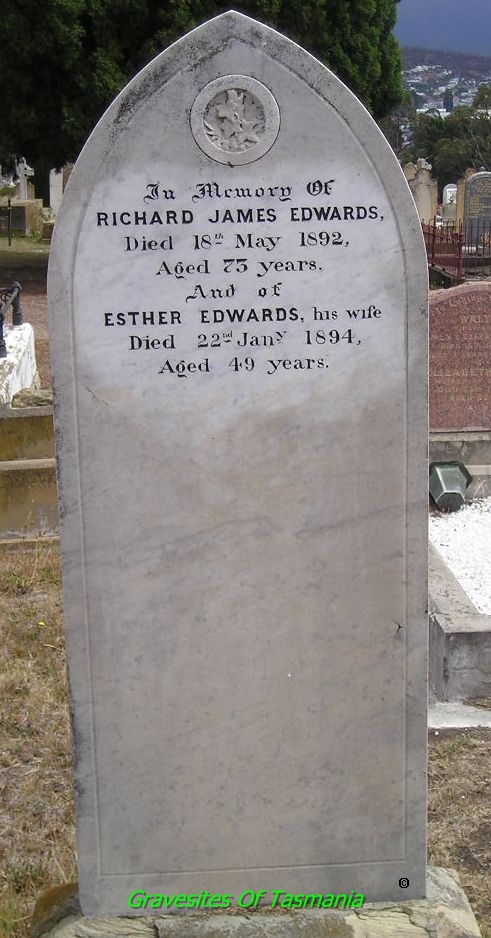 In Memory Of
RICHARD JAMES EDWARDS,
Died 18th May 1892,
Aged 73 years.
And of
ESTHER EDWARDS, his wife
Died 22nd Jany 1894,
Aged 49 years.
WALT
©
Gravesites Of Tasmania